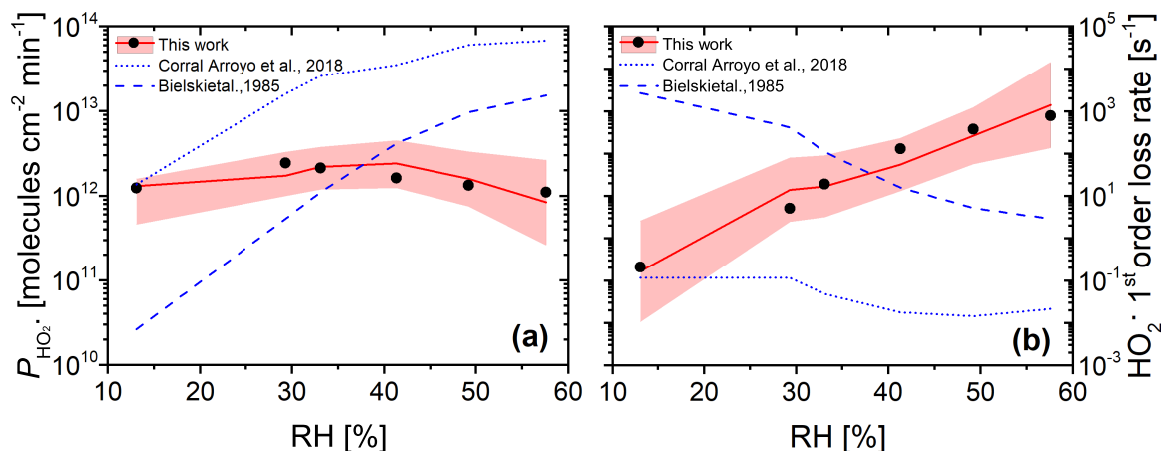 10^14
10^13
10^12
10^11
10^10
P_HO₂· [molecules cm^-2 min^-1]
This work
Corral Arroyo et al., 2018
Bielskietal.,1985
(a)
10 20 30 40 50 60
RH [%]
This work
Corral Arroyo et al., 2018
Bielskietal.,1985
(b)
10 20 30 40 50 60
RH [%]
10^5
10^3
10^1
10^-1
10^-3
HO₂· 1^st order loss rate [s^-1]